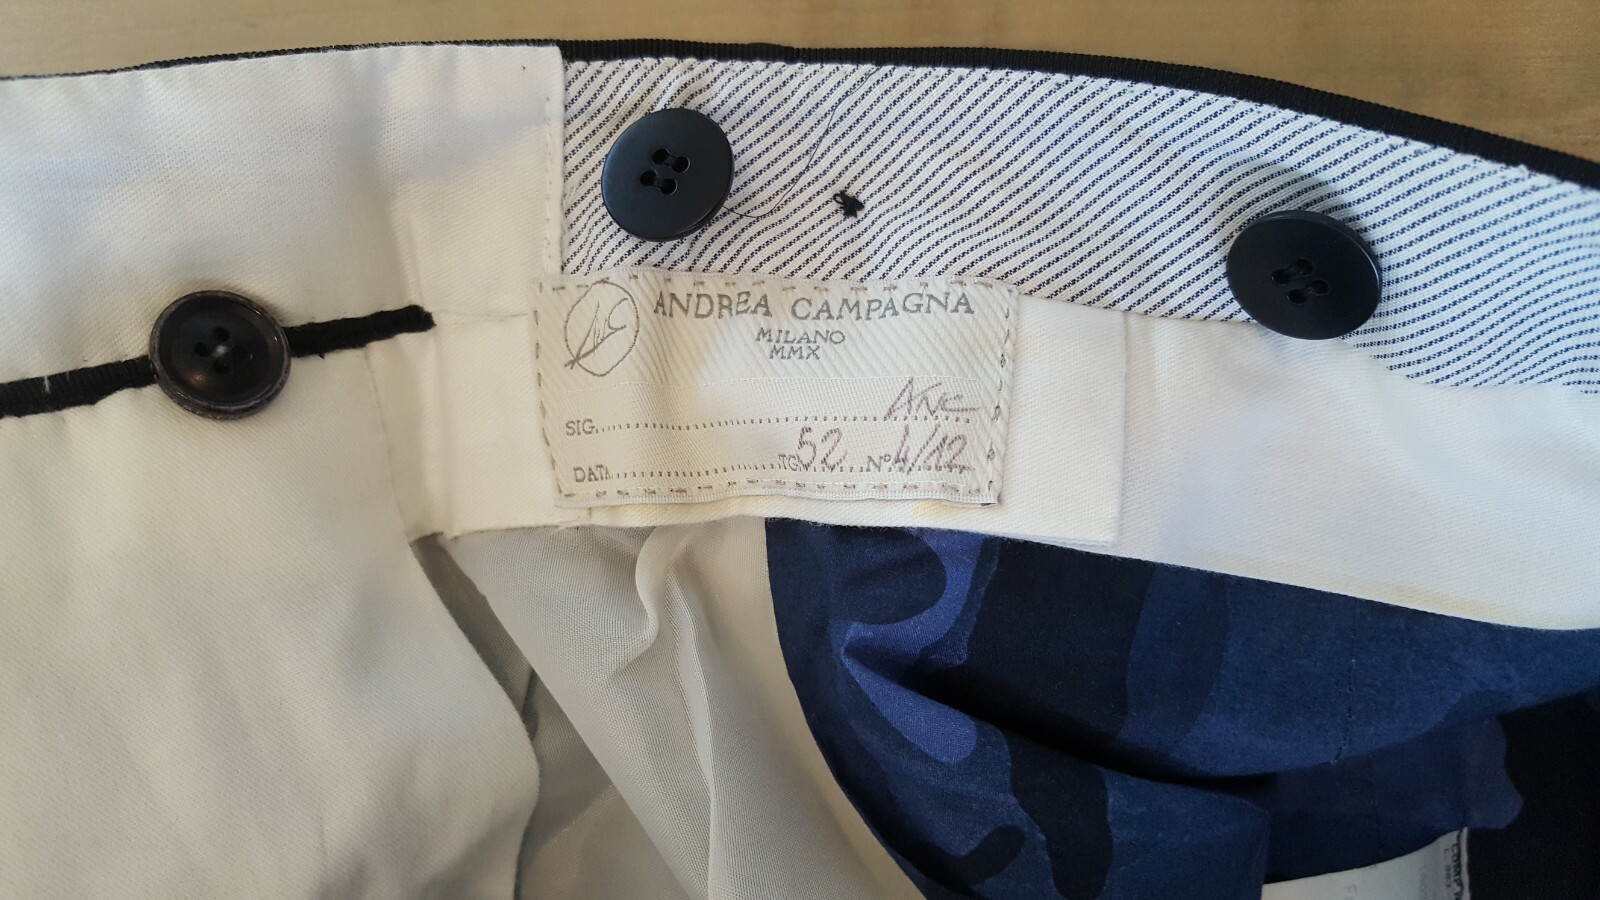 ANDREA CAMPAGNA
MILANO
MMX
SIG.
DATA TG. 52 N° 4/12